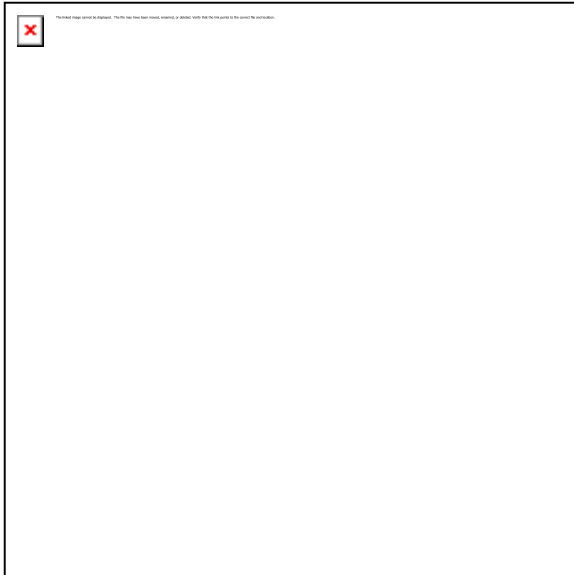 The linked image cannot be displayed.  The file may have been moved, renamed, or deleted. Verify that the link points to the correct file and location.